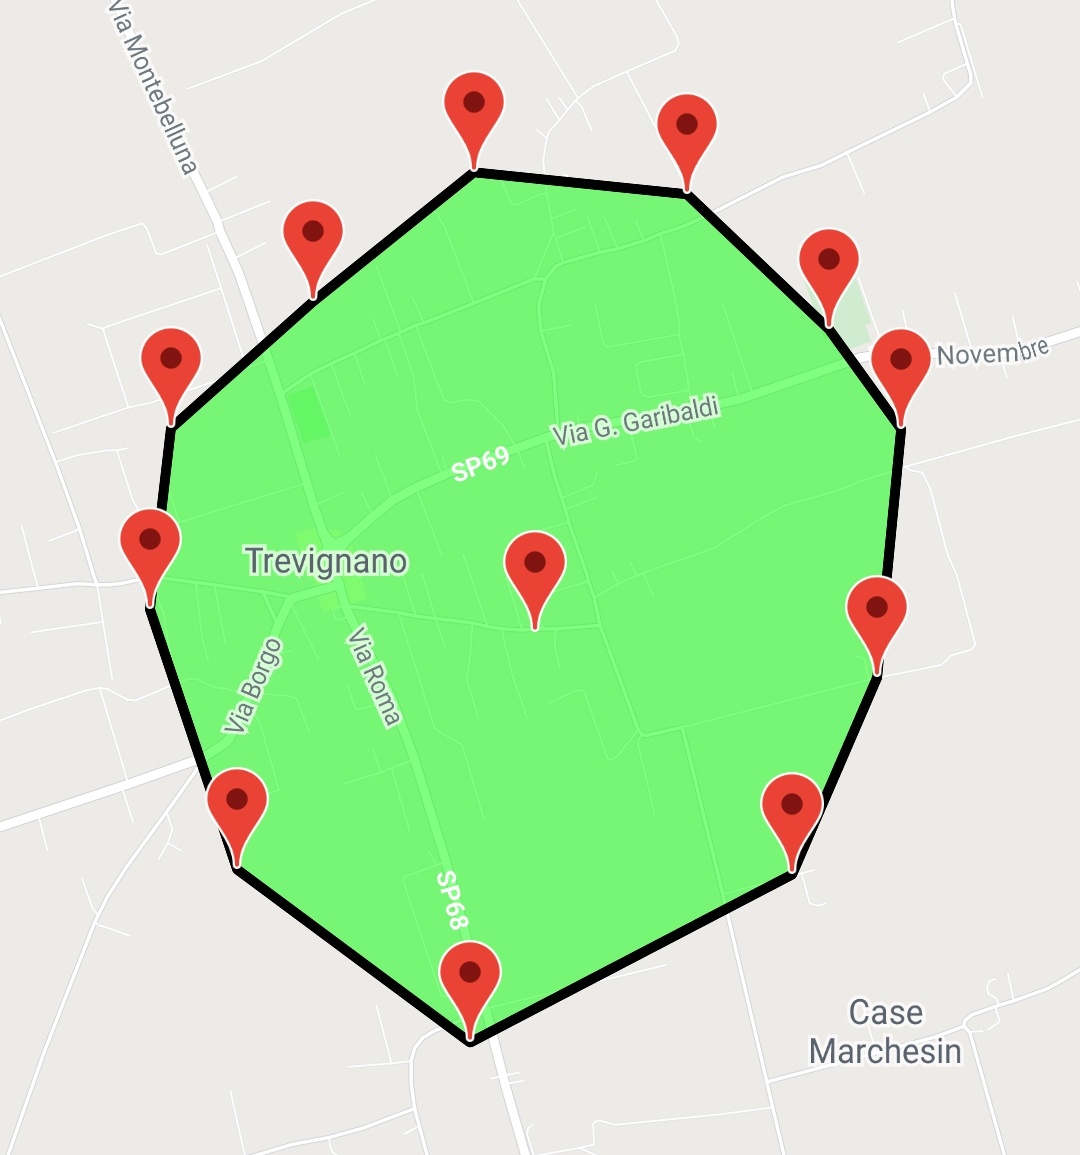 Via Montebelluna
Novembre
Via G. Garibaldi
SP69
Trevignano
Via Borgo
Via Roma
SP68
Case
Marchesin